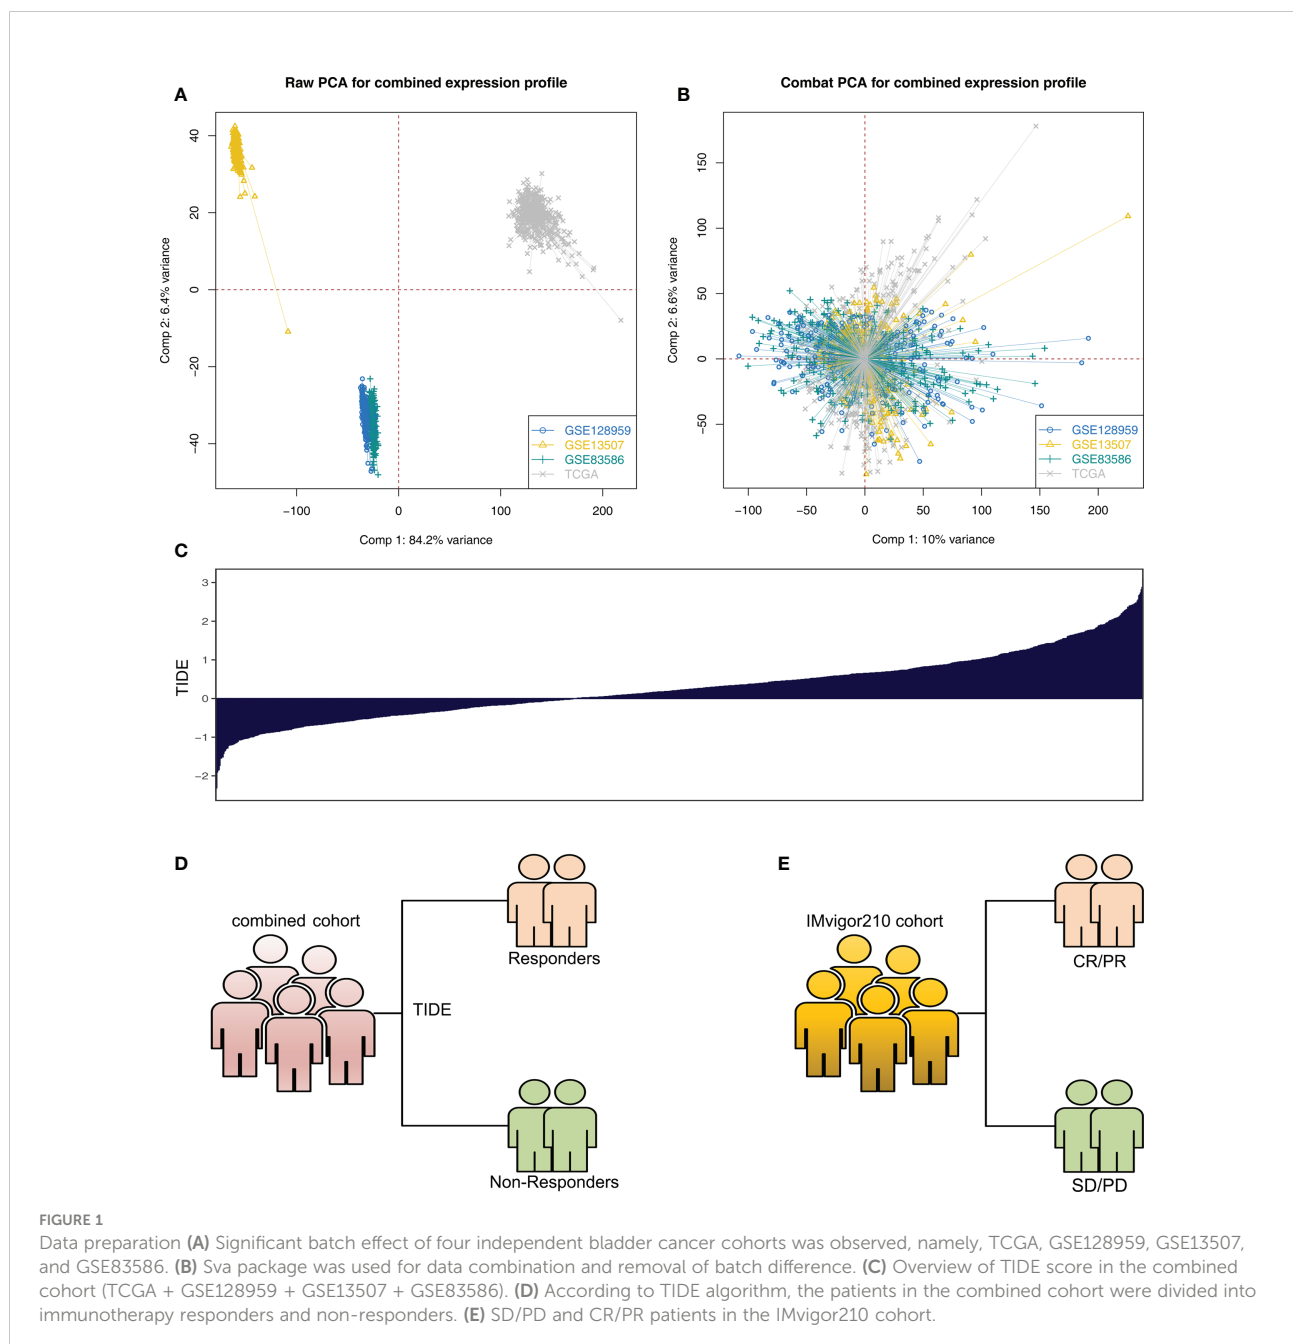 Raw PCA for combined expression profile
A
40
20
0
−20
−40
Comp 2: 6.4% variance
−100
0
100
200
Comp 1: 84.2% variance
GSE128959
GSE13507
GSE83586
TCGA
Combat PCA for combined expression profile
B
150
100
50
0
−50
Comp 2: 6.6% variance
−100
−50
0
50
100
150
200
Comp 1: 10% variance
GSE128959
GSE13507
GSE83586
TCGA
C
3
2
1
0
−1
−2
TIDE
D
combined cohort
TIDE
Responders
Non-Responders
E
IMvigor210 cohort
CR/PR
SD/PD
FIGURE 1
Data preparation (A) Significant batch effect of four independent bladder cancer cohorts was observed, namely, TCGA, GSE128959, GSE13507,
and GSE83586. (B) Sva package was used for data combination and removal of batch difference. (C) Overview of TIDE score in the combined
cohort (TCGA + GSE128959 + GSE13507 + GSE83586). (D) According to TIDE algorithm, the patients in the combined cohort were divided into
immunotherapy responders and non-responders. (E) SD/PD and CR/PR patients in the IMvigor210 cohort.